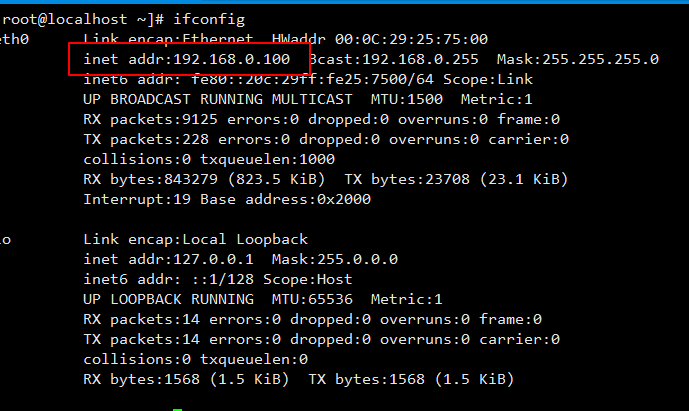 root@localhost ~]# ifconfig
eth0 Link encap:Ethernet HWaddr 00:0C:29:25:75:00
inet addr:192.168.0.100 Bcast:192.168.0.255 Mask:255.255.255.0
inet6 addr: fe80::20c:29ff:fe25:7500/64 Scope:Link
UP BROADCAST RUNNING MULTICAST MTU:1500 Metric:1
RX packets:9125 errors:0 dropped:0 overruns:0 frame:0
TX packets:228 errors:0 dropped:0 overruns:0 carrier:0
collisions:0 txqueuelen:1000
RX bytes:843279 (823.5 KiB) TX bytes:23708 (23.1 KiB)
Interrupt:19 Base address:0x2000
lo Link encap:Local Loopback
inet addr:127.0.0.1 Mask:255.0.0.0
inet6 addr: ::1/128 Scope:Host
UP LOOPBACK RUNNING MTU:65536 Metric:1
RX packets:14 errors:0 dropped:0 overruns:0 frame:0
TX packets:14 errors:0 dropped:0 overruns:0 carrier:0
collisions:0 txqueuelen:0
RX bytes:1568 (1.5 KiB) TX bytes:1568 (1.5 KiB)